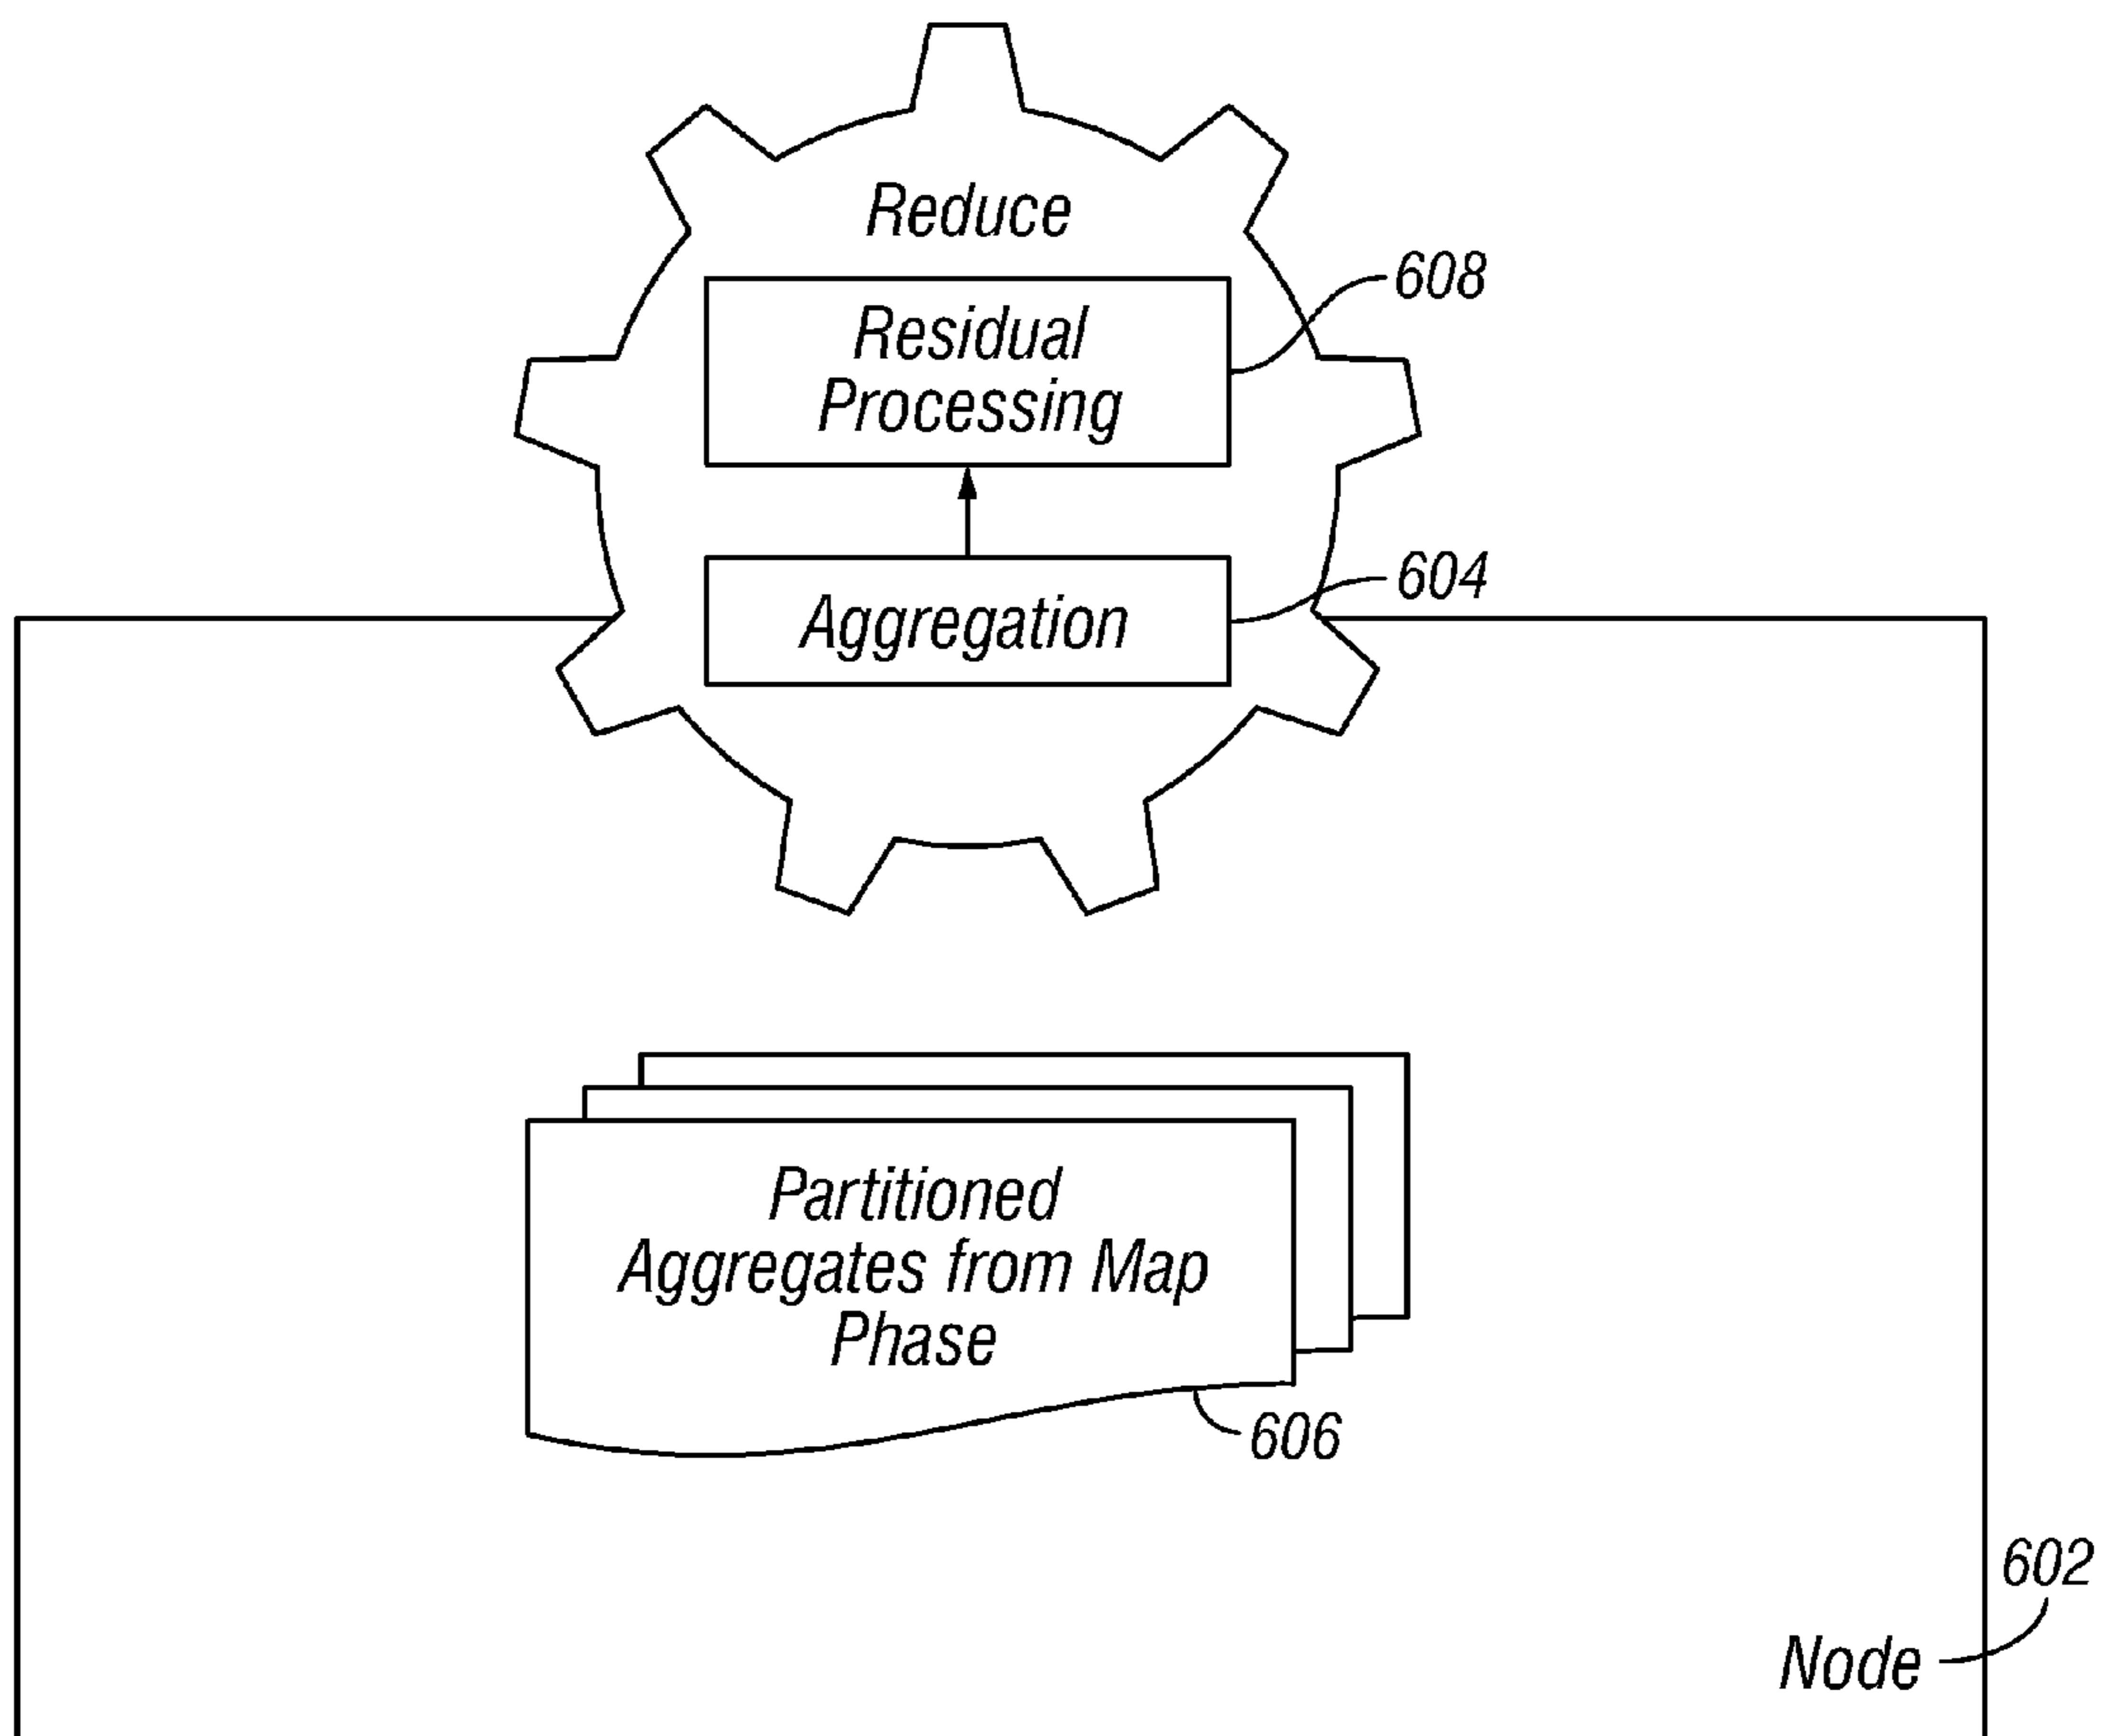 Reduce
608
Residual
Processing
604
Aggregation
Partitioned
Aggregates from Map
Phase
606
602
Node